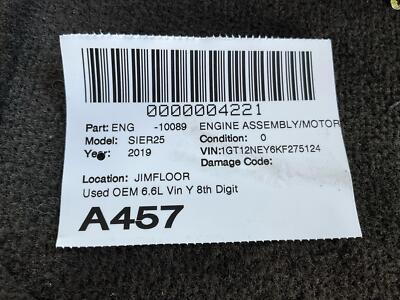 0000004221
Part: ENG -10089 ENGINE ASSEMBLY/MOTOR
Model: SIER25 Condition: 0
Year: 2019 VIN:1GT12NEY6KF275124
Damage Code:
Location: JIMFLOOR
Used OEM 6.6L Vin Y 8th Digit
A457